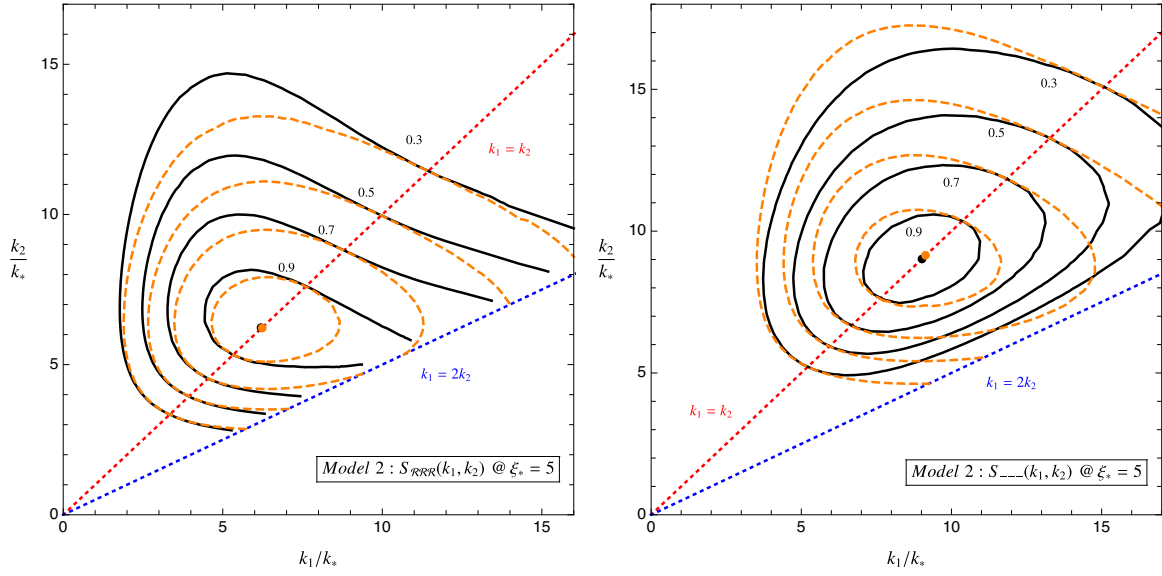 15
10
5
0
0
5
10
15
k₂
k*
k₁/k*
0.3
0.5
0.7
0.9
k₁ = k₂
k₁ = 2k₂
Model 2 : S_ℛℛℛ(k₁, k₂) @ ξ* = 5
15
10
5
0
0
5
10
15
k₂
k*
k₁/k*
0.3
0.5
0.7
0.9
k₁ = 2k₂
k₁ = k₂
Model 2 : S₋₋₋(k₁, k₂) @ ξ* = 5